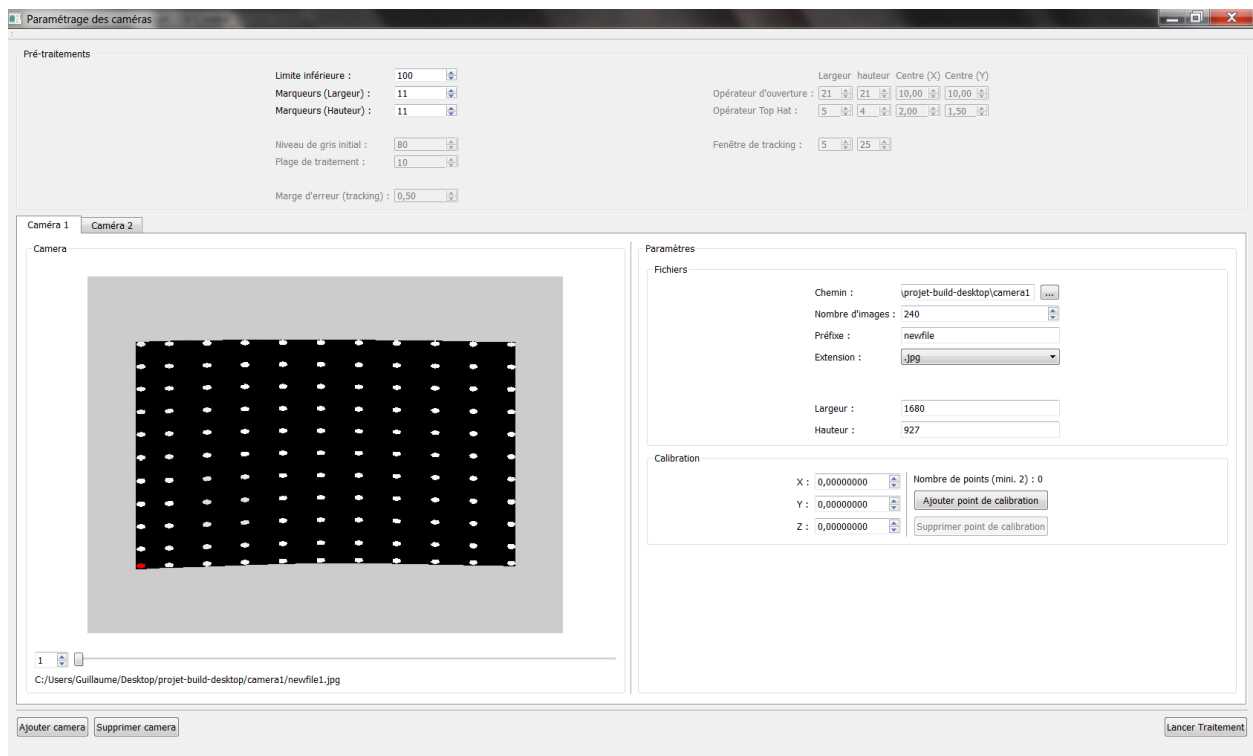 Paramétrage des caméras
Pré-traitements
Limite inférieure : 100
Marqueurs (Largeur) : 11
Marqueurs (Hauteur) : 11
Niveau de gris initial : 80
Plage de traitement : 10
Marge d'erreur (tracking) : 0,50
Largeur hauteur Centre (X) Centre (Y)
Opérateur d'ouverture : 21 21 10,00 10,00
Opérateur Top Hat : 5 4 2,00 1,50
Fenêtre de tracking : 5 25
Caméra 1 Caméra 2
Camera
1
C:/Users/Guillaume/Desktop/projet-build-desktop/camera1/newfile1.jpg
Paramètres
Fichiers
Chemin : \projet-build-desktop\camera1 ...
Nombre d'images : 240
Préfixe : newfile
Extension : .jpg
Largeur : 1680
Hauteur : 927
Calibration
X : 0,00000000
Y : 0,00000000
Z : 0,00000000
Nombre de points (mini. 2) : 0
Ajouter point de calibration
Supprimer point de calibration
Ajouter camera Supprimer camera
Lancer Traitement